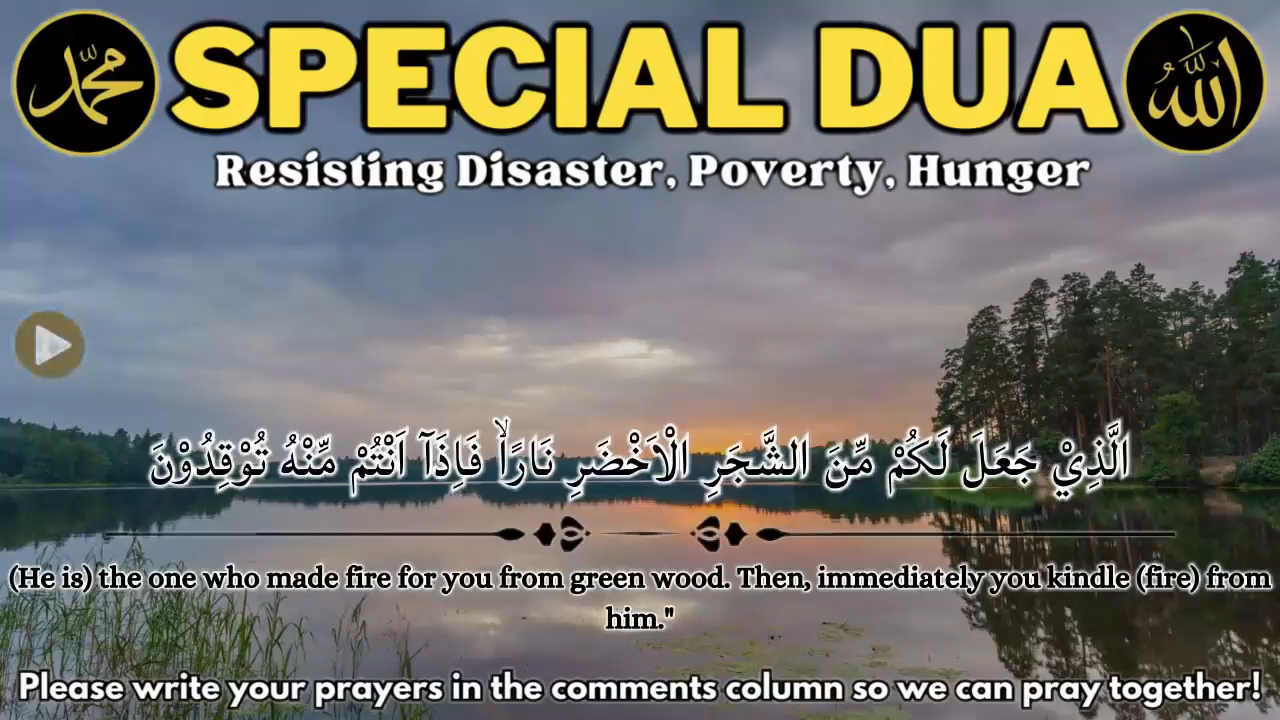 محمد
SPECIAL DUA
الله
Resisting Disaster, Poverty, Hunger
الَّذِيْ جَعَلَ لَكُمْ مِّنَ الشَّجَرِ الْاَخْضَرِ نَارًاۙ فَاِذَآ اَنْتُمْ مِّنْهُ تُوْقِدُوْنَ
(He is) the one who made fire for you from green wood. Then, immediately you kindle (fire) from
him."
Please write your prayers in the comments column so we can pray together!